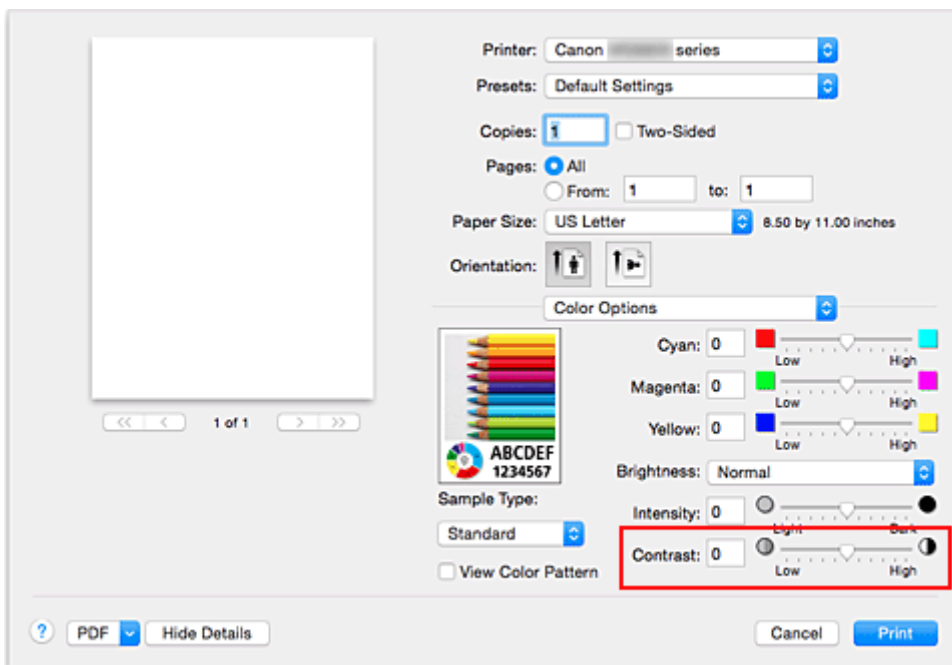 Printer: Canon series
Presets: Default Settings
Copies: 1 Two-Sided
Pages: All
From: 1 to: 1
Paper Size: US Letter 8.50 by 11.00 inches
Orientation:
Color Options
Cyan: 0
Low High
Magenta: 0
Low High
Yellow: 0
Low High
ABCDEF
1234567
Brightness: Normal
Sample Type:
Intensity: 0
Light Dark
Standard
Contrast: 0
Low High
View Color Pattern
<< < 1 of 1 > >>
? PDF Hide Details Cancel Print